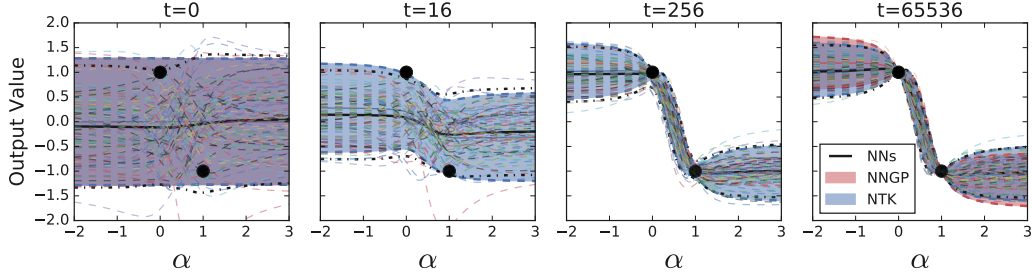 t=0 t=16 t=256 t=65536
Output Value
2.0
1.5
1.0
0.5
0.0
−0.5
−1.0
−1.5
−2.0
NNs
NNGP
NTK
−2 −1 0 1 2 3 −2 −1 0 1 2 3 −2 −1 0 1 2 3 −2 −1 0 1 2 3
α α α α